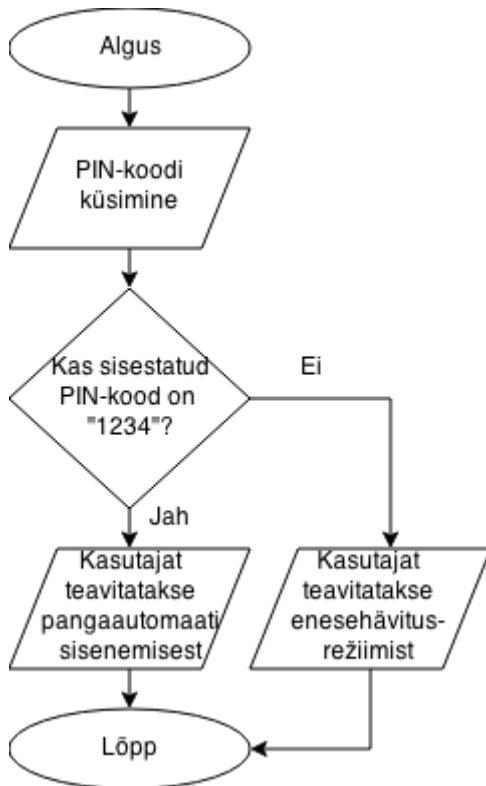 Algus
PIN-koodi
küsimine
Kas sisestatud
PIN-kood on
"1234"?
Ei
Jah
Kasutajat
teavitatakse
pangaautomaati
sisenemisest
Kasutajat
teavitatakse
enesehävitus-
režiimist
Lõpp